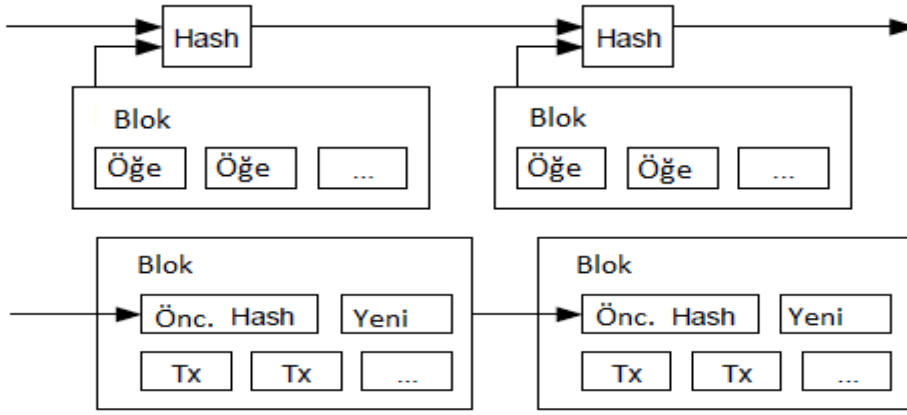 Hash Hash
Blok Blok
Öğe Öğe ... Öğe Öğe ...
Blok Blok
Önc. Hash Yeni Önc. Hash Yeni
Tx Tx ... Tx Tx ...